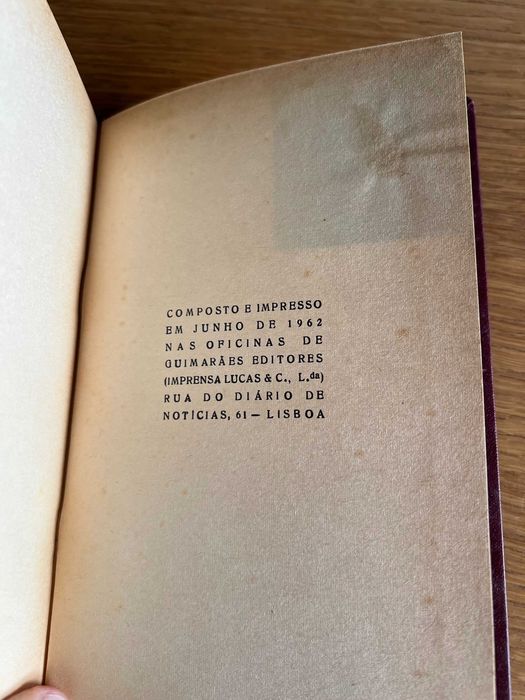 COMPOSTO E IMPRESSO
EM JUNHO DE 1962
NAS OFICINAS DE
GUIMARÃES EDITORES
(IMPRENSA LUCAS & C., L.da)
RUA DO DIÁRIO DE
NOTÍCIAS, 61 — LISBOA